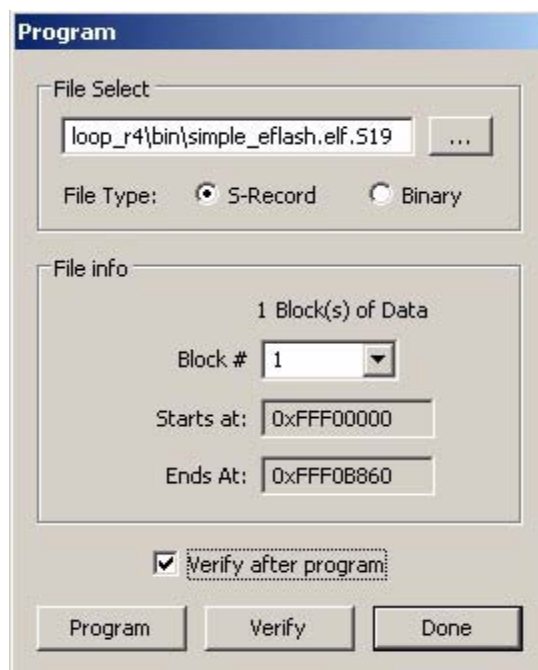 Program
File Select
loop_r4\bin\simple_eflash.elf.S19 ...
File Type: S-Record Binary
File info
1 Block(s) of Data
Block # 1
Starts at: 0xFFF00000
Ends At: 0xFFF0B860
Verify after program
Program Verify Done